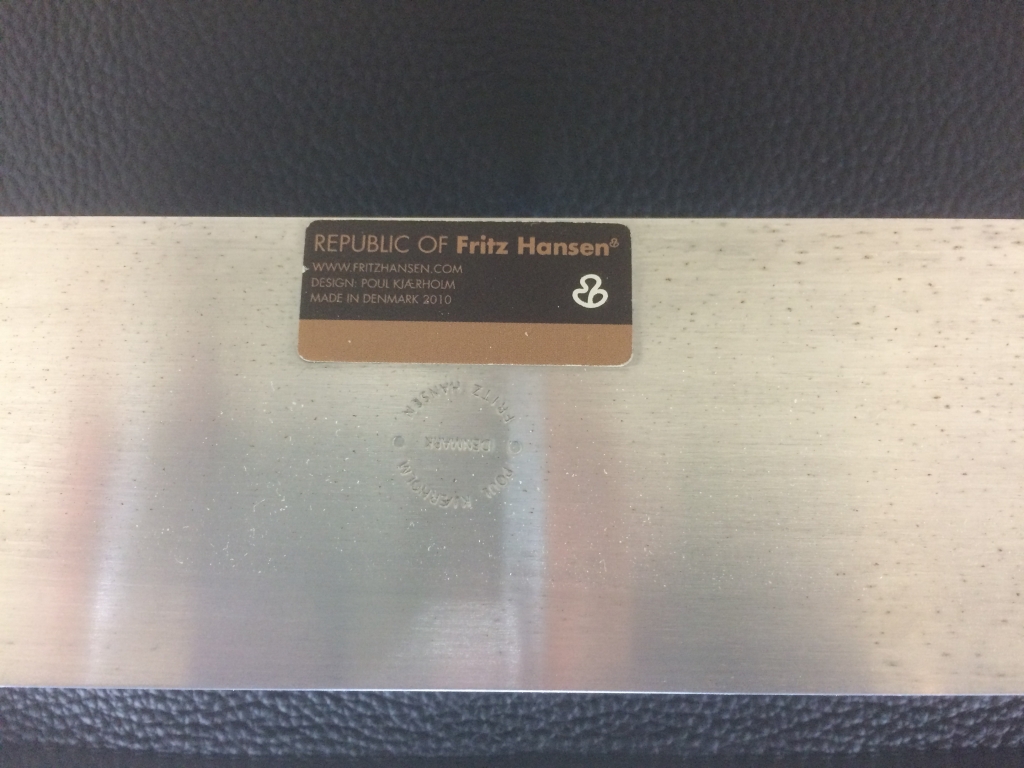 REPUBLIC OF Fritz Hansen®
WWW.FRITZHANSEN.COM
DESIGN: POUL KJÆRHOLM
MADE IN DENMARK 2010
FRITZ HANSEN
DENMARK
POUL KJÆRHOLM